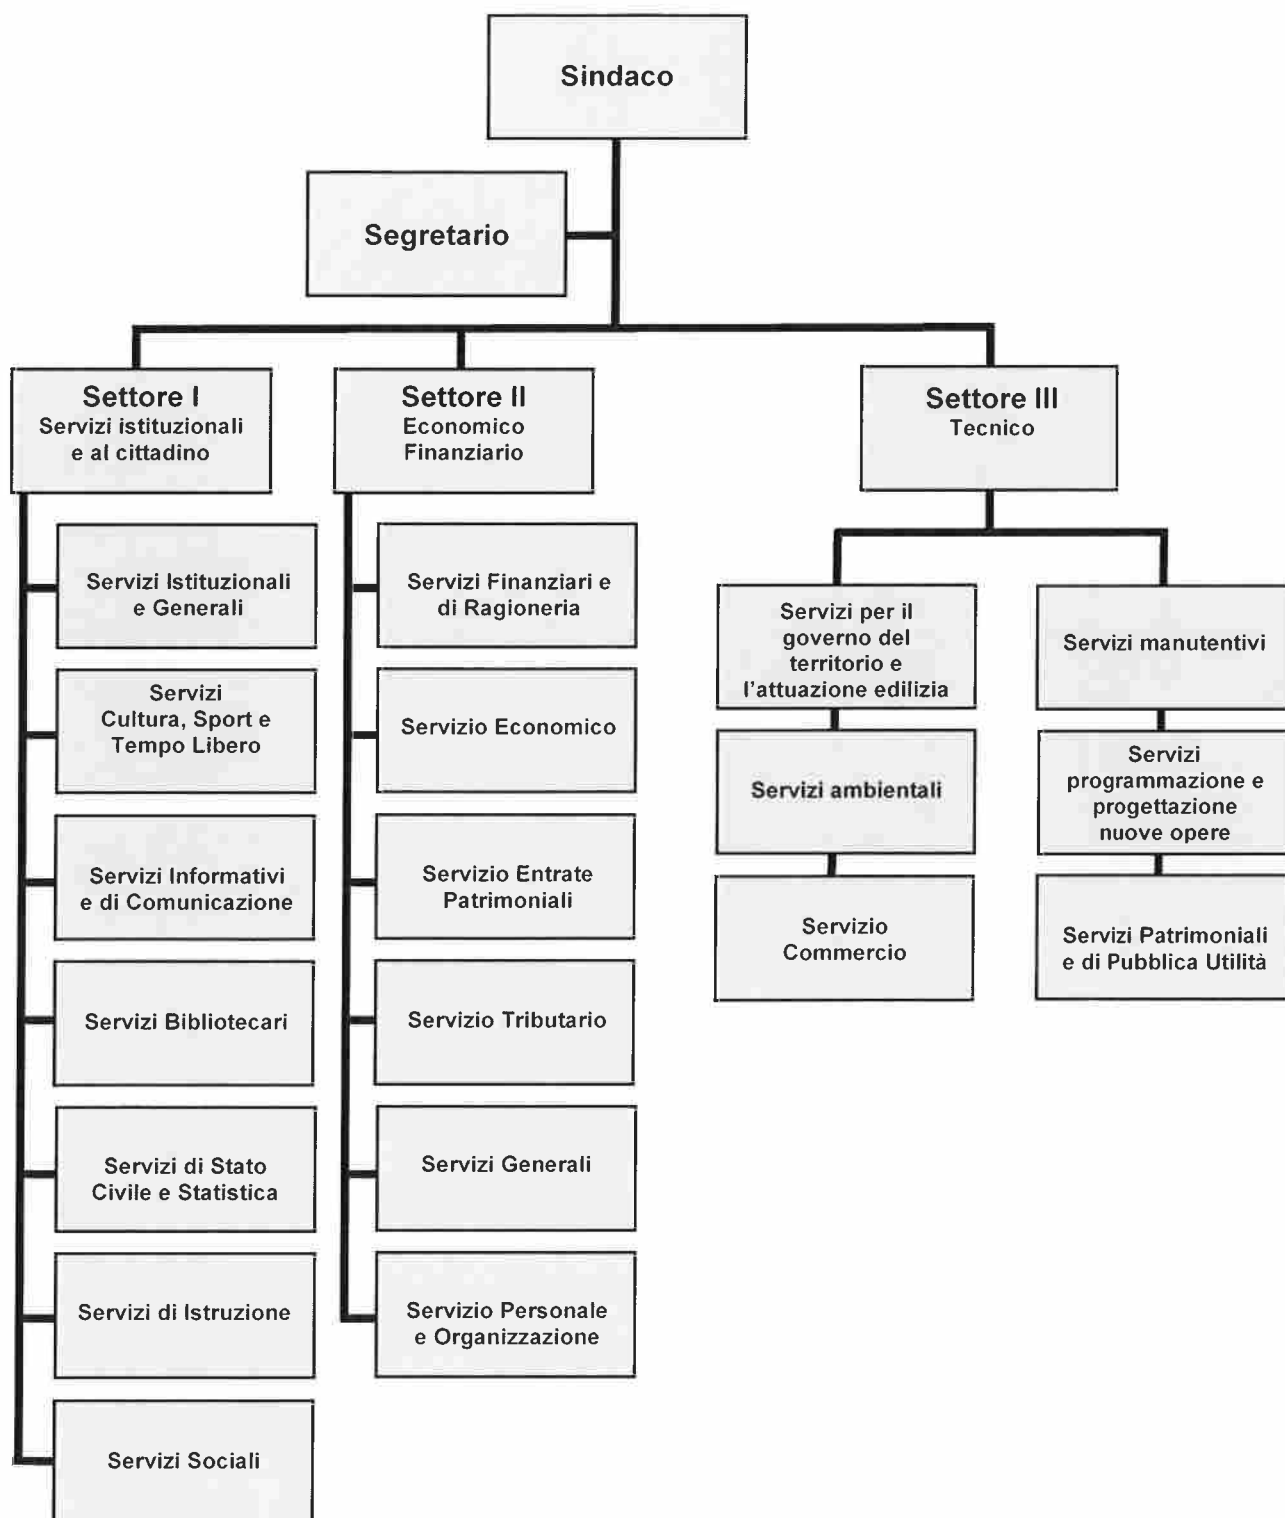 Sindaco
Segretario
Settore I
Servizi istituzionali
e al cittadino
Settore II
Economico
Finanziario
Settore III
Tecnico
Servizi Istituzionali
e Generali
Servizi
Cultura, Sport e
Tempo Libero
Servizi Informativi
e di Comunicazione
Servizi Bibliotecari
Servizi di Stato
Civile e Statistica
Servizi di Istruzione
Servizi Sociali
Servizi Finanziari e
di Ragioneria
Servizio Economico
Servizio Entrate
Patrimoniali
Servizio Tributario
Servizi Generali
Servizio Personale
e Organizzazione
Servizi per il
governo del
territorio e
l'attuazione edilizia
Servizi ambientali
Servizio
Commercio
Servizi manutentivi
Servizi
programmazione e
progettazione
nuove opere
Servizi Patrimoniali
e di Pubblica Utilità